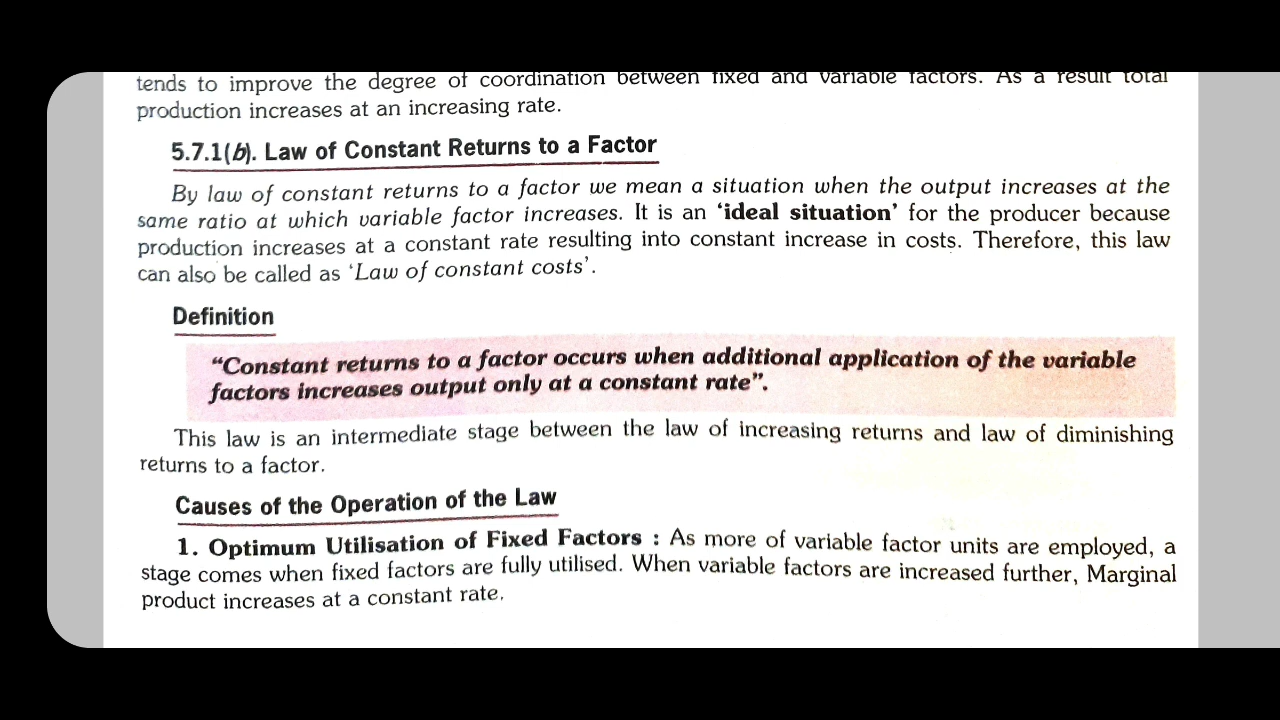 tends to improve the degree of coordination between fixed and variable factors. As a result total
production increases at an increasing rate.
5.7.1(b). Law of Constant Returns to a Factor
By law of constant returns to a factor we mean a situation when the output increases at the
same ratio at which variable factor increases. It is an ‘ideal situation’ for the producer because
production increases at a constant rate resulting into constant increase in costs. Therefore, this law
can also be called as ‘Law of constant costs’.
Definition
“Constant returns to a factor occurs when additional application of the variable
factors increases output only at a constant rate”.
This law is an intermediate stage between the law of increasing returns and law of diminishing
returns to a factor.
Causes of the Operation of the Law
1. Optimum Utilisation of Fixed Factors : As more of variable factor units are employed, a
stage comes when fixed factors are fully utilised. When variable factors are increased further, Marginal
product increases at a constant rate.